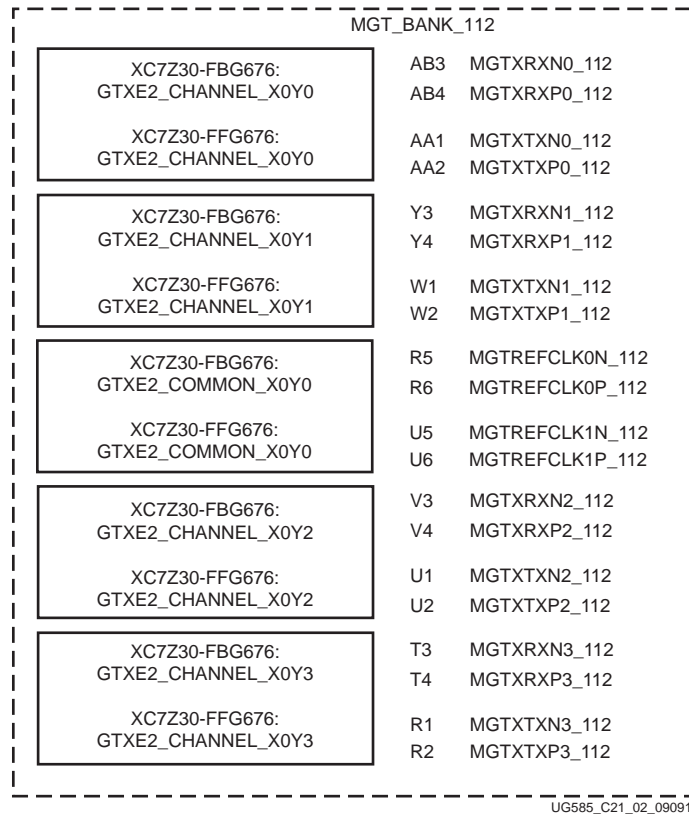 MGT_BANK_112
XC7Z30-FBG676:
GTXE2_CHANNEL_X0Y0
XC7Z30-FFG676:
GTXE2_CHANNEL_X0Y0
AB3 MGTXRXN0_112
AB4 MGTXRXP0_112
AA1 MGTXTXN0_112
AA2 MGTXTXP0_112
XC7Z30-FBG676:
GTXE2_CHANNEL_X0Y1
XC7Z30-FFG676:
GTXE2_CHANNEL_X0Y1
Y3 MGTXRXN1_112
Y4 MGTXRXP1_112
W1 MGTXTXN1_112
W2 MGTXTXP1_112
XC7Z30-FBG676:
GTXE2_COMMON_X0Y0
XC7Z30-FFG676:
GTXE2_COMMON_X0Y0
R5 MGTREFCLK0N_112
R6 MGTREFCLK0P_112
U5 MGTREFCLK1N_112
U6 MGTREFCLK1P_112
XC7Z30-FBG676:
GTXE2_CHANNEL_X0Y2
XC7Z30-FFG676:
GTXE2_CHANNEL_X0Y2
V3 MGTXRXN2_112
V4 MGTXRXP2_112
U1 MGTXTXN2_112
U2 MGTXTXP2_112
XC7Z30-FBG676:
GTXE2_CHANNEL_X0Y3
XC7Z30-FFG676:
GTXE2_CHANNEL_X0Y3
T3 MGTXRXN3_112
T4 MGTXRXP3_112
R1 MGTXTXN3_112
R2 MGTXTXP3_112
UG585_C21_02_09091